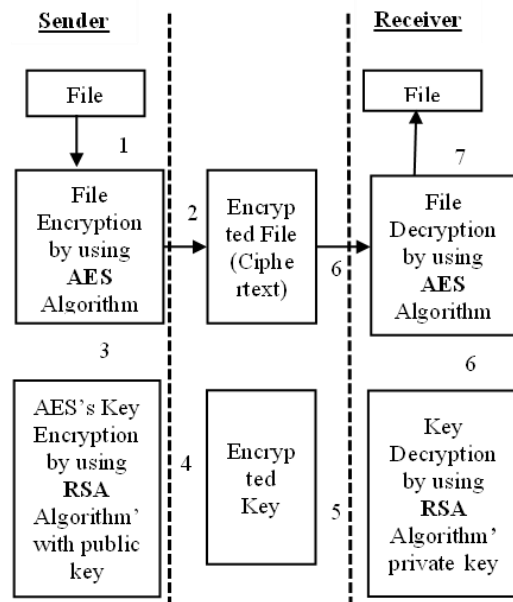 Sender
Receiver
File
File
1
7
File
Encryption
by using
AES
Algorithm
2
Encryp
ted File
(Ciphe
rtext)
6
File
Decryption
by using
AES
Algorithm
3
6
AES's Key
Encryption
by using
RSA
Algorithm'
with public
key
4
Encryp
ted
Key
5
Key
Decryption
by using
RSA
Algorithm'
private key